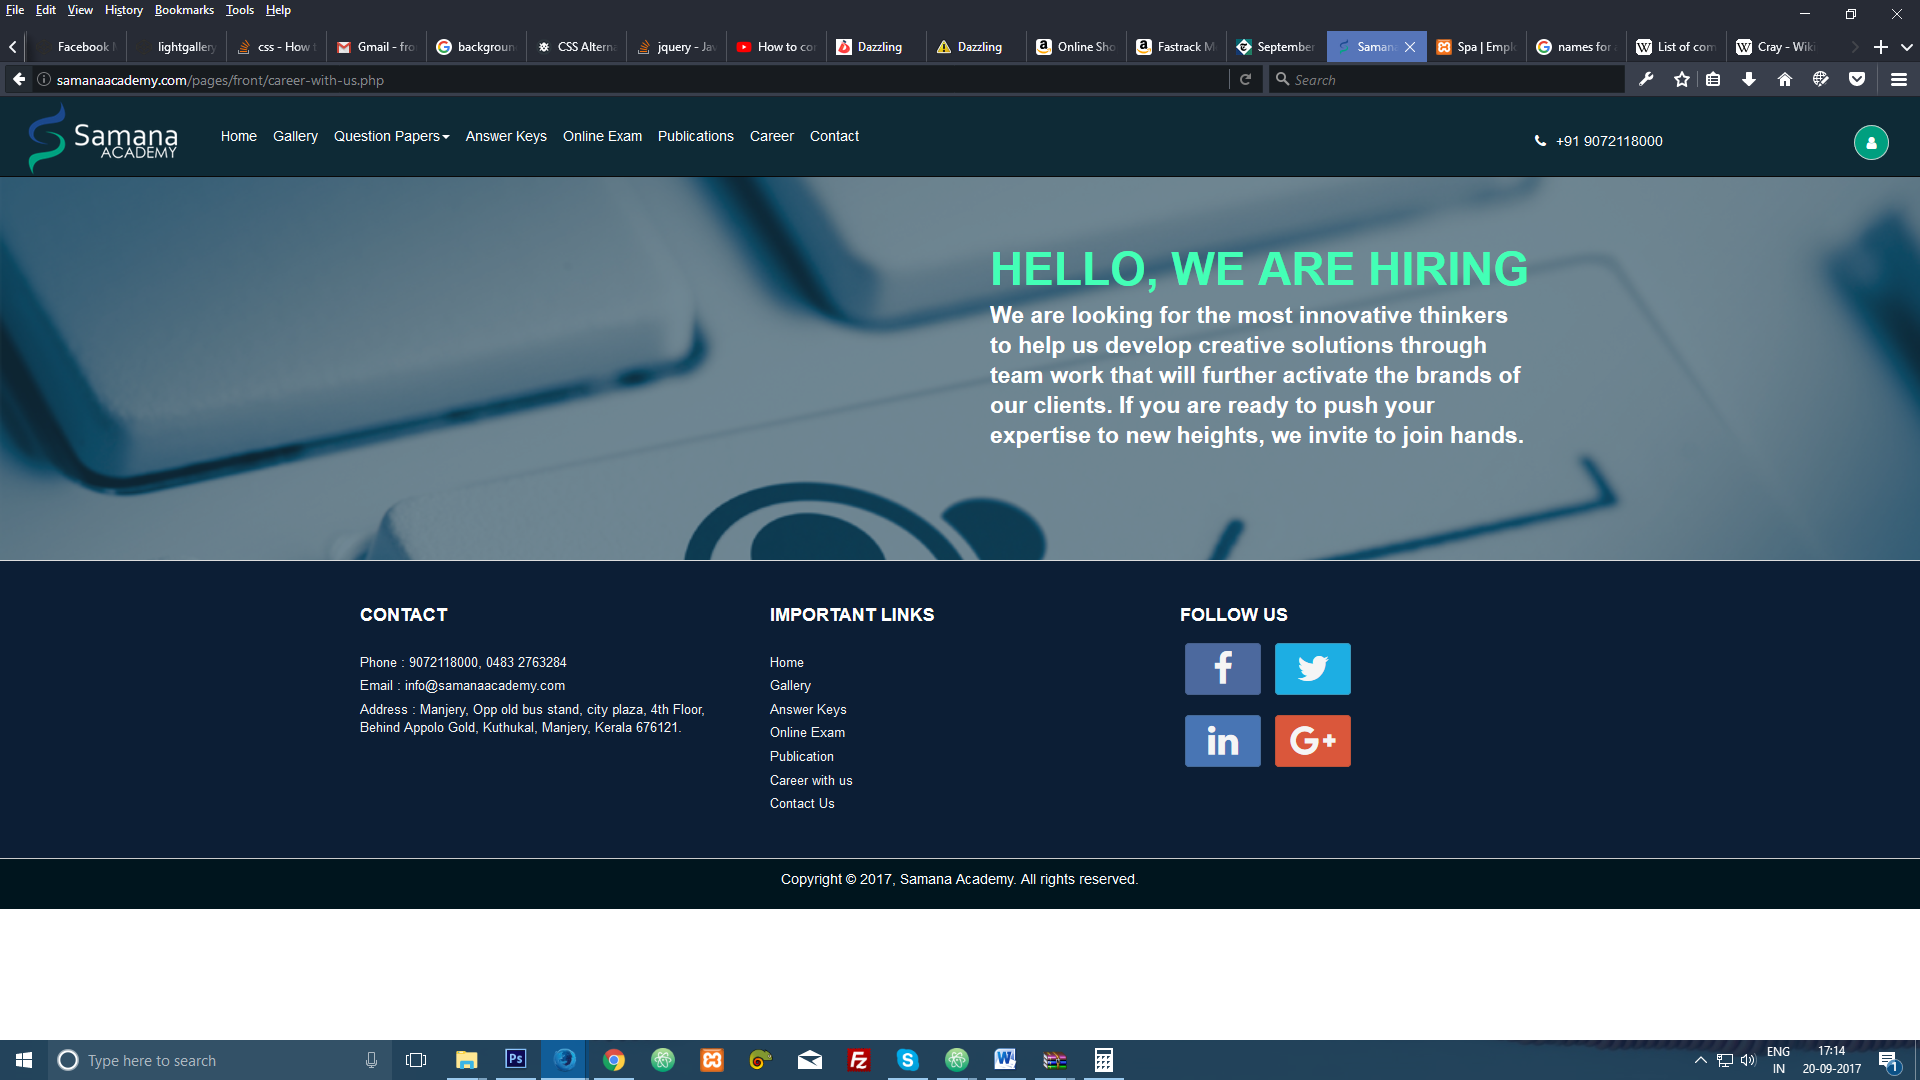 File Edit View History Bookmarks Tools Help
Facebook
lightgallery
css - How t
Gmail - fro
backgroun
CSS Altern
jquery - Jav
How to co
Dazzling
Dazzling
Online Sho
Fastrack M
September
Samana
Spa | Empl
names for
List of com
Cray - Wiki
samanaacademy.com/pages/front/career-with-us.php
Search
Samana
ACADEMY
Home Gallery Question Papers Answer Keys Online Exam Publications Career Contact
+91 9072118000
HELLO, WE ARE HIRING
We are looking for the most innovative thinkers
to help us develop creative solutions through
team work that will further activate the brands of
our clients. If you are ready to push your
expertise to new heights, we invite to join hands.
CONTACT
Phone : 9072118000, 0483 2763284
Email : info@samanaacademy.com
Address : Manjery, Opp old bus stand, city plaza, 4th Floor,
Behind Appolo Gold, Kuthukal, Manjery, Kerala 676121.
IMPORTANT LINKS
Home
Gallery
Answer Keys
Online Exam
Publication
Career with us
Contact Us
FOLLOW US
f
in G+
Copyright © 2017, Samana Academy. All rights reserved.
Type here to search
Ps
Fz
S
W
ENG
IN
17:14
20-09-2017
1